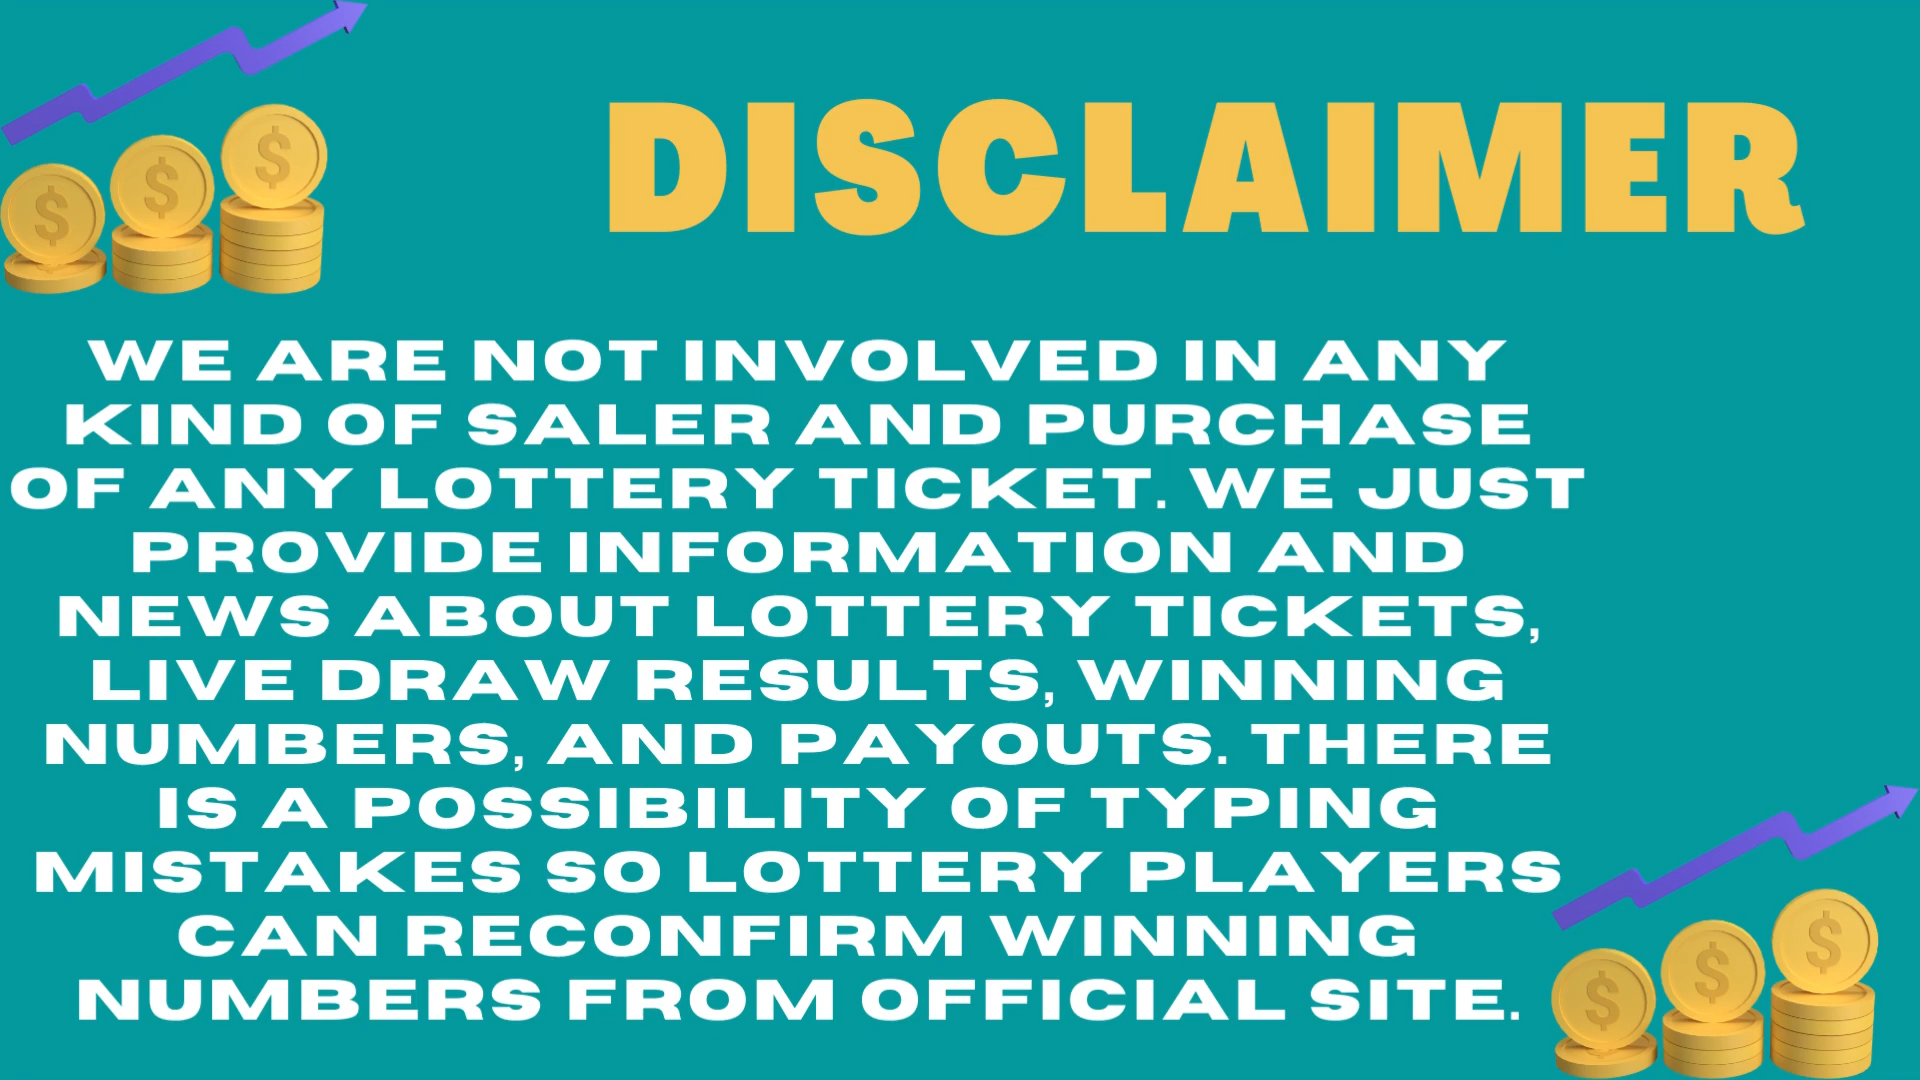 DISCLAIMER
WE ARE NOT INVOLVED IN ANY
KIND OF SALER AND PURCHASE
OF ANY LOTTERY TICKET. WE JUST
PROVIDE INFORMATION AND
NEWS ABOUT LOTTERY TICKETS,
LIVE DRAW RESULTS, WINNING
NUMBERS, AND PAYOUTS. THERE
IS A POSSIBILITY OF TYPING
MISTAKES SO LOTTERY PLAYERS
CAN RECONFIRM WINNING
NUMBERS FROM OFFICIAL SITE.